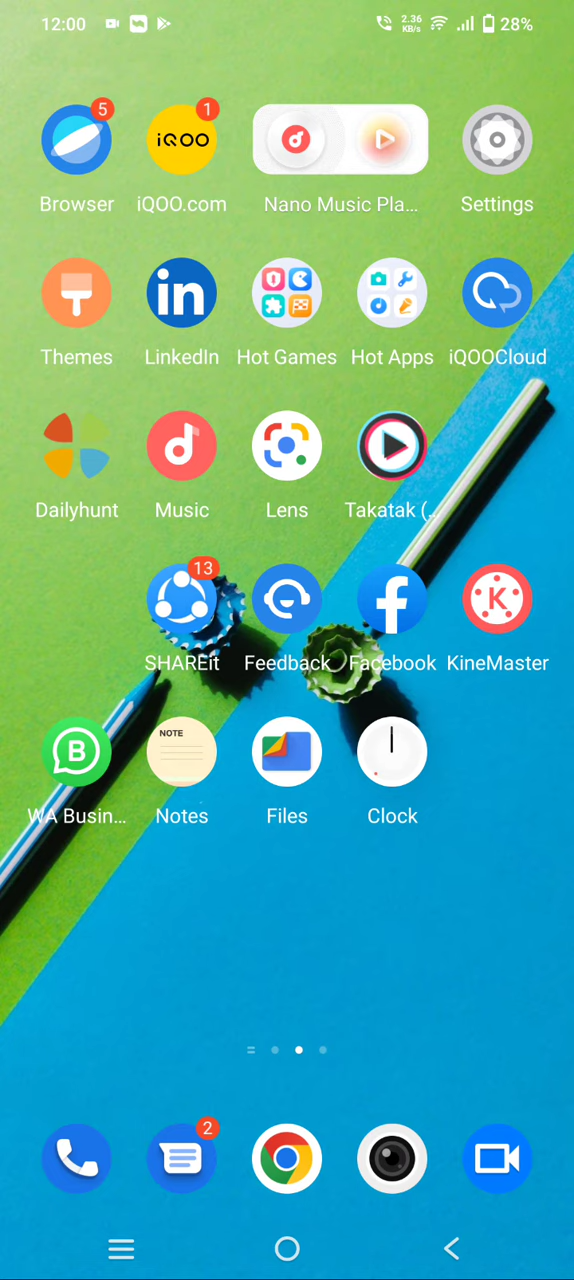 12:00
2.36
KB/s
28%
5
1
iQOO
Browser
iQOO.com
Nano Music Pla...
Settings
in
Themes
LinkedIn
Hot Games
Hot Apps
iQOOCloud
Dailyhunt
Music
Lens
Takatak (...
13
f
K
SHAREit
Feedback
Facebook
KineMaster
B
NOTE
WA Busin...
Notes
Files
Clock
2